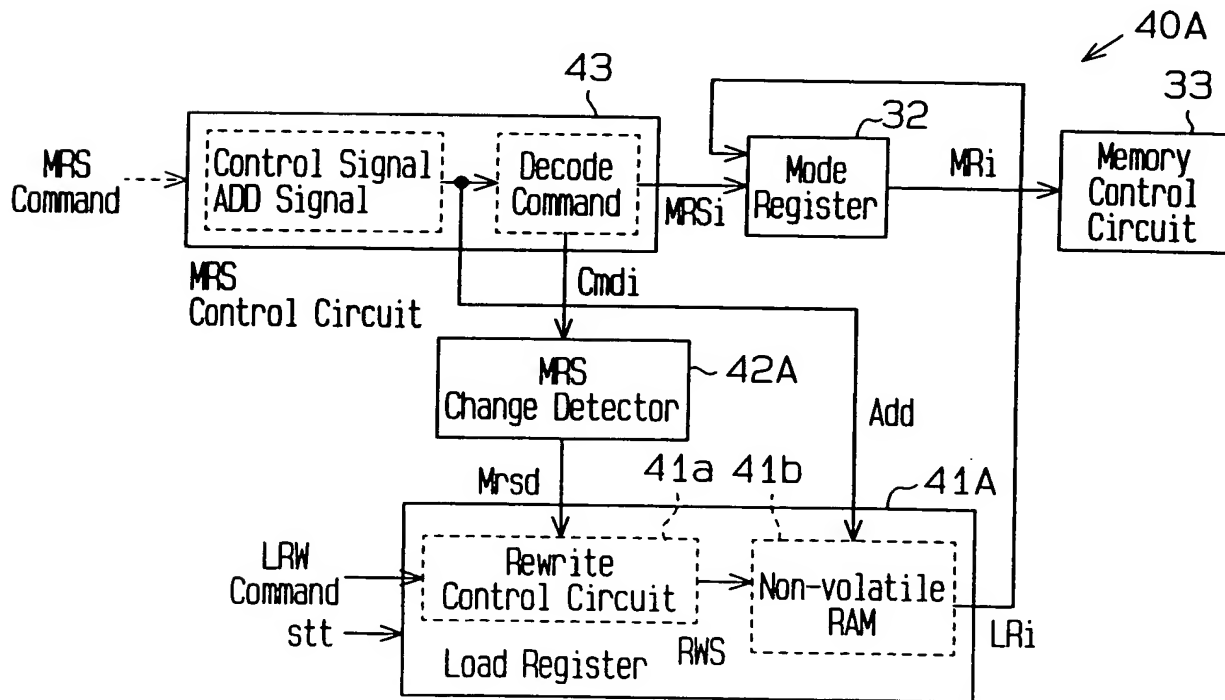 40A
43
32
33
MRS
Command
Control Signal
ADD Signal
Decode
Command
MRSi
Mode
Register
MRi
Memory
Control
Circuit
MRS
Control Circuit
Cmdi
MRS
Change Detector
42A
Add
Mrsd
41a
41b
41A
LRW
Command
Rewrite
Control Circuit
Non-volatile
RAM
stt
RWS
LRi
Load Register